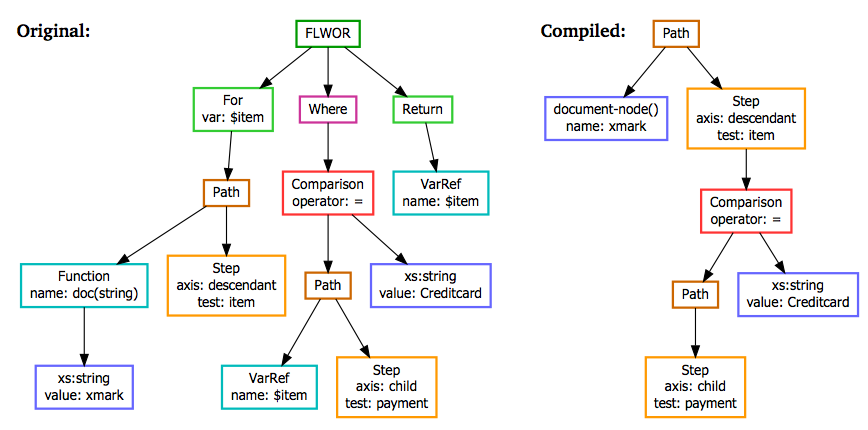 Original:
FLWOR
For
var: $item
Where
Return
Path
Comparison
operator: =
VarRef
name: $item
Function
name: doc(string)
Step
axis: descendant
test: item
Path
xs:string
value: Creditcard
xs:string
value: xmark
VarRef
name: $item
Step
axis: child
test: payment
Compiled:
Path
document-node()
name: xmark
Step
axis: descendant
test: item
Comparison
operator: =
Path
xs:string
value: Creditcard
Step
axis: child
test: payment